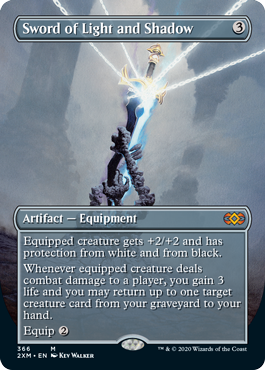 Sword of Light and Shadow 3
Artifact — Equipment
Equipped creature gets +2/+2 and has
protection from white and from black.
Whenever equipped creature deals
combat damage to a player, you gain 3
life and you may return up to one target
creature card from your graveyard to your
hand.
Equip 2
366 M
2XM • EN Key Walker
™ & © 2020 Wizards of the Coast